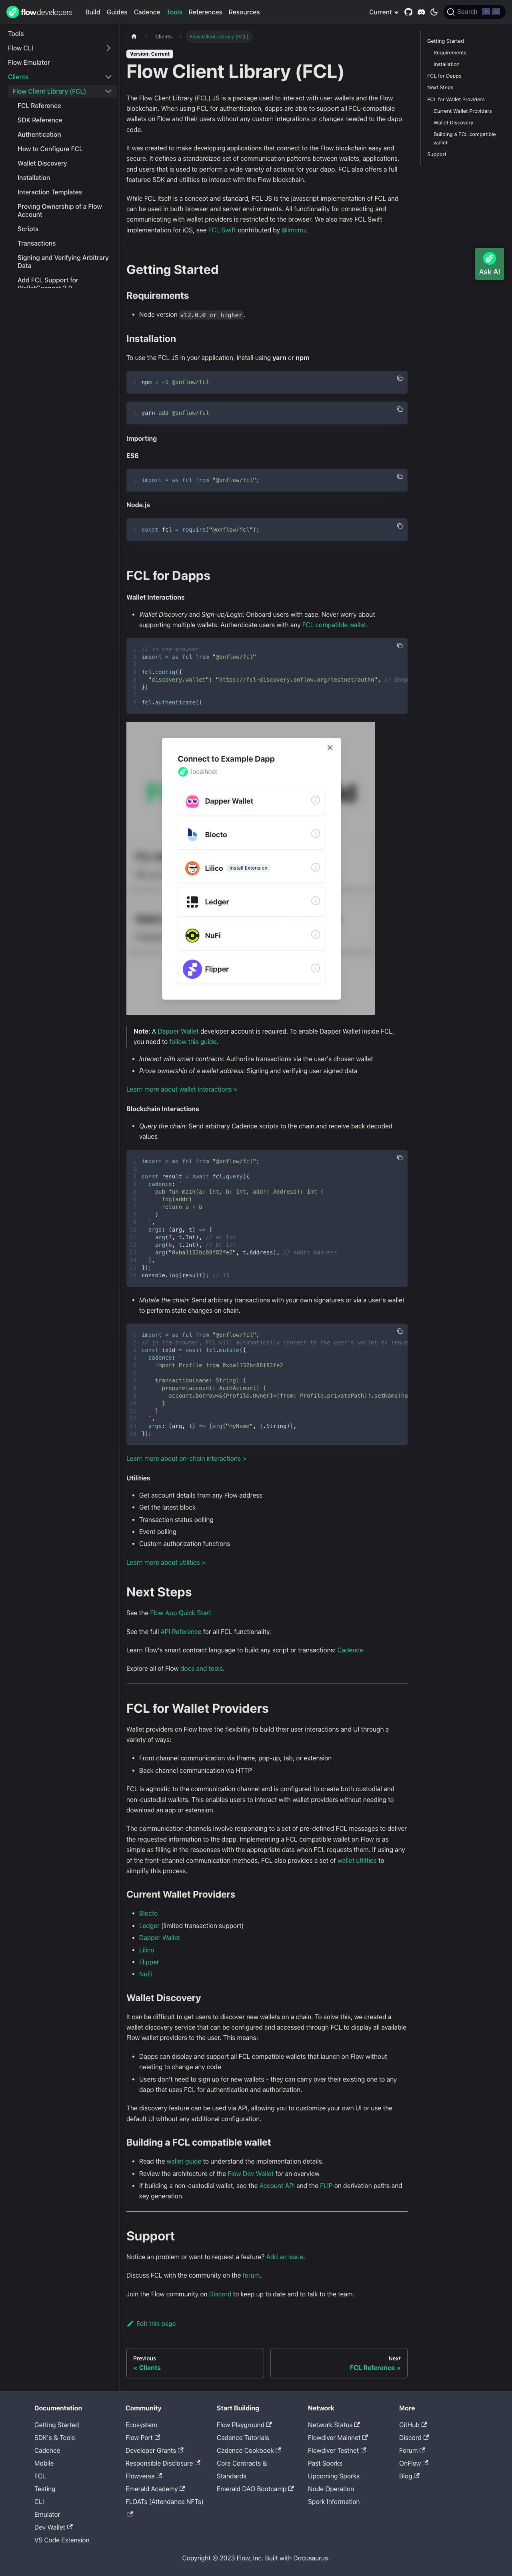 flow developers
Build Guides Cadence Tools References Resources
Current
Search
Tools
Flow CLI
Flow Emulator
Clients
Flow Client Library (FCL)
FCL Reference
SDK Reference
Authentication
How to Configure FCL
Wallet Discovery
Installation
Interaction Templates
Proving Ownership of a Flow
Account
Scripts
Transactions
Signing and Verifying Arbitrary
Data
Add FCL Support for
WalletConnect 2.0
Clients
Flow Client Library (FCL)
Version: Current
Flow Client Library (FCL)
The Flow Client Library (FCL) JS is a package used to interact with user wallets and the Flow
blockchain. When using FCL for authentication, dapps are able to support all FCL-compatible
wallets on Flow and their users without any custom integrations or changes needed to the dapp
code.
It was created to make developing applications that connect to the Flow blockchain easy and
secure. It defines a standardized set of communication patterns between wallets, applications,
and users that is used to perform a wide variety of actions for your dapp. FCL also offers a full
featured SDK and utilities to interact with the Flow blockchain.
While FCL itself is a concept and standard, FCL JS is the javascript implementation of FCL and
can be used in both browser and server environments. All functionality for connecting and
communicating with wallet providers is restricted to the browser. We also have FCL Swift
implementation for iOS, see FCL Swift contributed by @lmcmz.
Getting Started
Requirements
Node version v12.0.0 or higher.
Installation
To use the FCL JS in your application, install using yarn or npm
1 npm i -S @onflow/fcl
1 yarn add @onflow/fcl
Importing
ES6
1 import * as fcl from "@onflow/fcl";
Node.js
1 const fcl = require("@onflow/fcl");
FCL for Dapps
Wallet Interactions
Wallet Discovery and Sign-up/Login: Onboard users with ease. Never worry about
supporting multiple wallets. Authenticate users with any FCL compatible wallet.
1 // in the browser
2 import * as fcl from "@onflow/fcl"
3
4 fcl.config({
5 "discovery.wallet": "https://fcl-discovery.onflow.org/testnet/authn", // Endp
6 })
7
8 fcl.authenticate()
Connect to Example Dapp
localhost
Dapper Wallet
Blocto
Lilico Install Extension
Ledger
NuFi
Flipper
Note: A Dapper Wallet developer account is required. To enable Dapper Wallet inside FCL,
you need to follow this guide.
Interact with smart contracts: Authorize transactions via the user's chosen wallet
Prove ownership of a wallet address: Signing and verifying user signed data
Learn more about wallet interactions >
Blockchain Interactions
Query the chain: Send arbitrary Cadence scripts to the chain and receive back decoded
values
1 import * as fcl from "@onflow/fcl";
2
3 const result = await fcl.query({
4 cadence: `
5 pub fun main(a: Int, b: Int, addr: Address): Int {
6 log(addr)
7 return a + b
8 }
9 `,
10 args: (arg, t) => [
11 arg(7, t.Int), // a: Int
12 arg(6, t.Int), // b: Int
13 arg("0xba1132bc08f82fe2", t.Address), // addr: Address
14 ],
15 });
16 console.log(result); // 13
Mutate the chain: Send arbitrary transactions with your own signatures or via a user's wallet
to perform state changes on chain.
1 import * as fcl from "@onflow/fcl";
2 // in the browser, FCL will automatically connect to the user's wallet to reque
3 const txId = await fcl.mutate({
4 cadence: `
5 import Profile from 0xba1132bc08f82fe2
6
7 transaction(name: String) {
8 prepare(account: AuthAccount) {
9 account.borrow<&{Profile.Owner}>(from: Profile.privatePath)!.setName(na
10 }
11 }
12 `,
13 args: (arg, t) => [arg("myName", t.String)],
14 });
Learn more about on-chain interactions >
Utilities
Get account details from any Flow address
Get the latest block
Transaction status polling
Event polling
Custom authorization functions
Learn more about utilities >
Next Steps
See the Flow App Quick Start.
See the full API Reference for all FCL functionality.
Learn Flow's smart contract language to build any script or transactions: Cadence.
Explore all of Flow docs and tools.
FCL for Wallet Providers
Wallet providers on Flow have the flexibility to build their user interactions and UI through a
variety of ways:
Front channel communication via Iframe, pop-up, tab, or extension
Back channel communication via HTTP
FCL is agnostic to the communication channel and is configured to create both custodial and
non-custodial wallets. This enables users to interact with wallet providers without needing to
download an app or extension.
The communication channels involve responding to a set of pre-defined FCL messages to deliver
the requested information to the dapp. Implementing a FCL compatible wallet on Flow is as
simple as filling in the responses with the appropriate data when FCL requests them. If using any
of the front-channel communication methods, FCL also provides a set of wallet utilities to
simplify this process.
Current Wallet Providers
Blocto
Ledger (limited transaction support)
Dapper Wallet
Lilico
Flipper
NuFi
Wallet Discovery
It can be difficult to get users to discover new wallets on a chain. To solve this, we created a
wallet discovery service that can be configured and accessed through FCL to display all available
Flow wallet providers to the user. This means:
Dapps can display and support all FCL compatible wallets that launch on Flow without
needing to change any code
Users don't need to sign up for new wallets - they can carry over their existing one to any
dapp that uses FCL for authentication and authorization.
The discovery feature can be used via API, allowing you to customize your own UI or use the
default UI without any additional configuration.
Building a FCL compatible wallet
Read the wallet guide to understand the implementation details.
Review the architecture of the Flow Dev Wallet for an overview.
If building a non-custodial wallet, see the Account API and the FLIP on derivation paths and
key generation.
Support
Notice an problem or want to request a feature? Add an issue.
Discuss FCL with the community on the forum.
Join the Flow community on Discord to keep up to date and to talk to the team.
Edit this page
Previous
« Clients
Next
FCL Reference »
Getting Started
Requirements
Installation
FCL for Dapps
Next Steps
FCL for Wallet Providers
Current Wallet Providers
Wallet Discovery
Building a FCL compatible
wallet
Support
Ask AI
Documentation
Getting Started
SDK's & Tools
Cadence
Mobile
FCL
Testing
CLI
Emulator
Dev Wallet
VS Code Extension
Community
Ecosystem
Flow Port
Developer Grants
Responsible Disclosure
Flowverse
Emerald Academy
FLOATs (Attendance NFTs)
Start Building
Flow Playground
Cadence Tutorials
Cadence Cookbook
Core Contracts &
Standards
Emerald DAO Bootcamp
Network
Network Status
Flowdiver Mainnet
Flowdiver Testnet
Past Sporks
Upcoming Sporks
Node Operation
Spork Information
More
GitHub
Discord
Forum
OnFlow
Blog
Copyright © 2023 Flow, Inc. Built with Docusaurus.